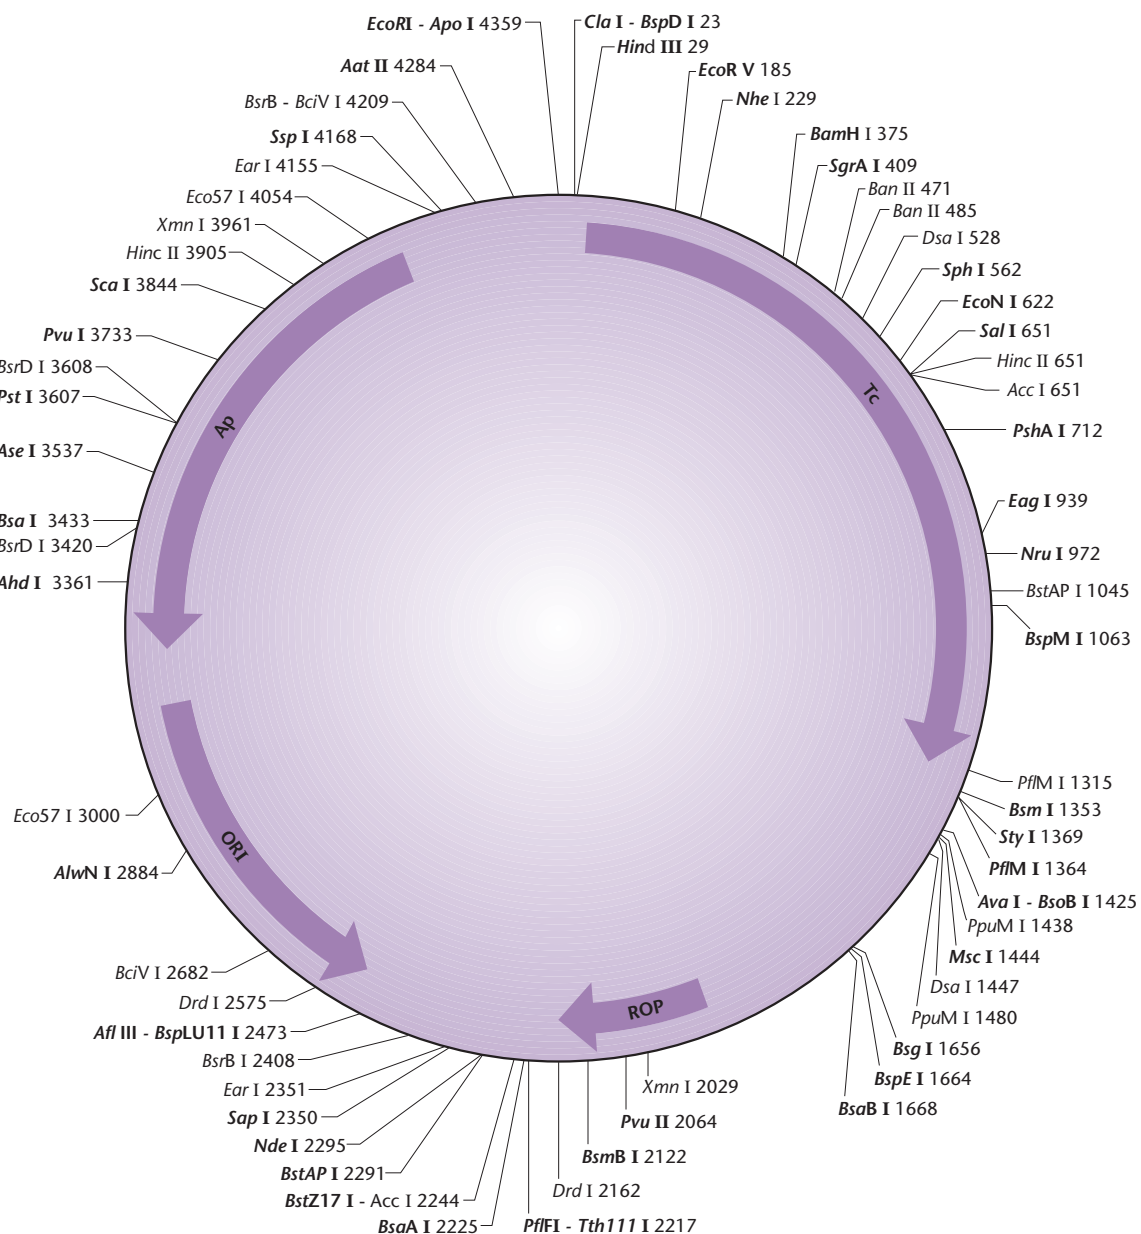 EcoRI - Apo I 4359
Cla I - BspD I 23
Hind III 29
Aat II 4284
EcoR V 185
BsrB - BciV I 4209
Nhe I 229
Ssp I 4168
BamH I 375
Ear I 4155
SgrA I 409
Eco57 I 4054
Ban II 471
Xmn I 3961
Ban II 485
Hinc II 3905
Dsa I 528
Sca I 3844
Sph I 562
EcoN I 622
Pvu I 3733
Sal I 651
BsrD I 3608
Hinc II 651
Pst I 3607
Acc I 651
Tc
Ap
PshA I 712
Ase I 3537
Eag I 939
Bsa I 3433
BsrD I 3420
Nru I 972
Ahd I 3361
BstAP I 1045
BspM I 1063
PflM I 1315
Bsm I 1353
Eco57 I 3000
Sty I 1369
ORI
PflM I 1364
AlwN I 2884
Ava I - BsoB I 1425
PpuM I 1438
Msc I 1444
BciV I 2682
Dsa I 1447
Drd I 2575
ROP
PpuM I 1480
Afl III - BspLU11 I 2473
Bsg I 1656
BsrB I 2408
BspE I 1664
Ear I 2351
Xmn I 2029
BsaB I 1668
Sap I 2350
Pvu II 2064
Nde I 2295
BsmB I 2122
BstAP I 2291
Drd I 2162
BstZ17 I - Acc I 2244
BsaA I 2225
PflFI - Tth111 I 2217